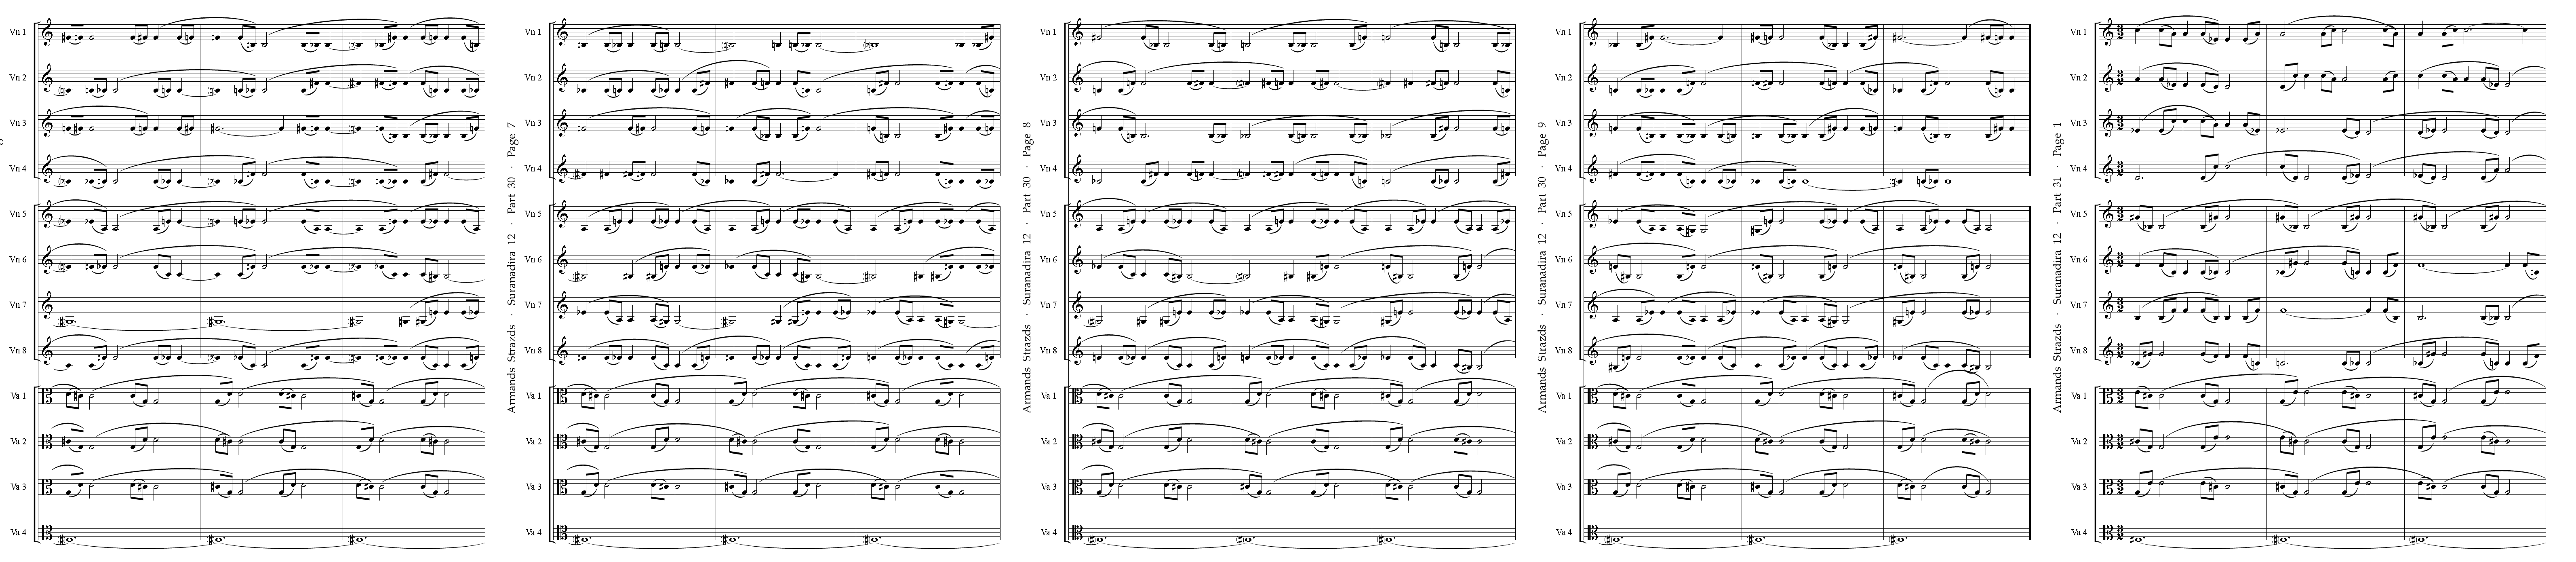 Vn 1
Vn 2
Vn 3
Vn 4
Vn 5
Vn 6
Vn 7
Vn 8
Va 1
Va 2
Va 3
Va 4
Armands Strazds · Suranadira 12 · Part 30 · Page 7
Vn 1
Vn 2
Vn 3
Vn 4
Vn 5
Vn 6
Vn 7
Vn 8
Va 1
Va 2
Va 3
Va 4
Armands Strazds · Suranadira 12 · Part 30 · Page 8
Vn 1
Vn 2
Vn 3
Vn 4
Vn 5
Vn 6
Vn 7
Vn 8
Va 1
Va 2
Va 3
Va 4
Armands Strazds · Suranadira 12 · Part 30 · Page 9
Vn 1
Vn 2
Vn 3
Vn 4
Vn 5
Vn 6
Vn 7
Vn 8
Va 1
Va 2
Va 3
Va 4
Armands Strazds · Suranadira 12 · Part 31 · Page 1
Vn 1
Vn 2
Vn 3
Vn 4
Vn 5
Vn 6
Vn 7
Vn 8
Va 1
Va 2
Va 3
Va 4